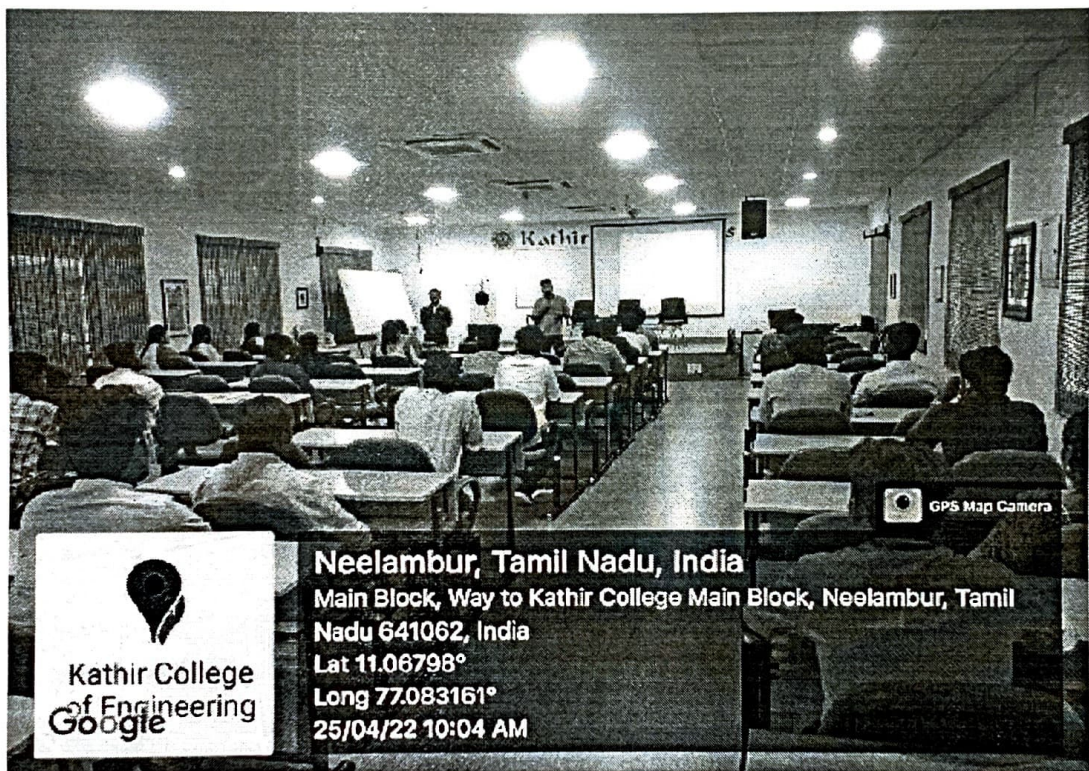 Kathir
s
GPS Map Camera
Neelambur, Tamil Nadu, India
Main Block, Way to Kathir College Main Block, Neelambur, Tamil
Nadu 641062, India
Lat 11.06798°
Long 77.083161°
25/04/22 10:04 AM
Kathir College
of Engineering
Google